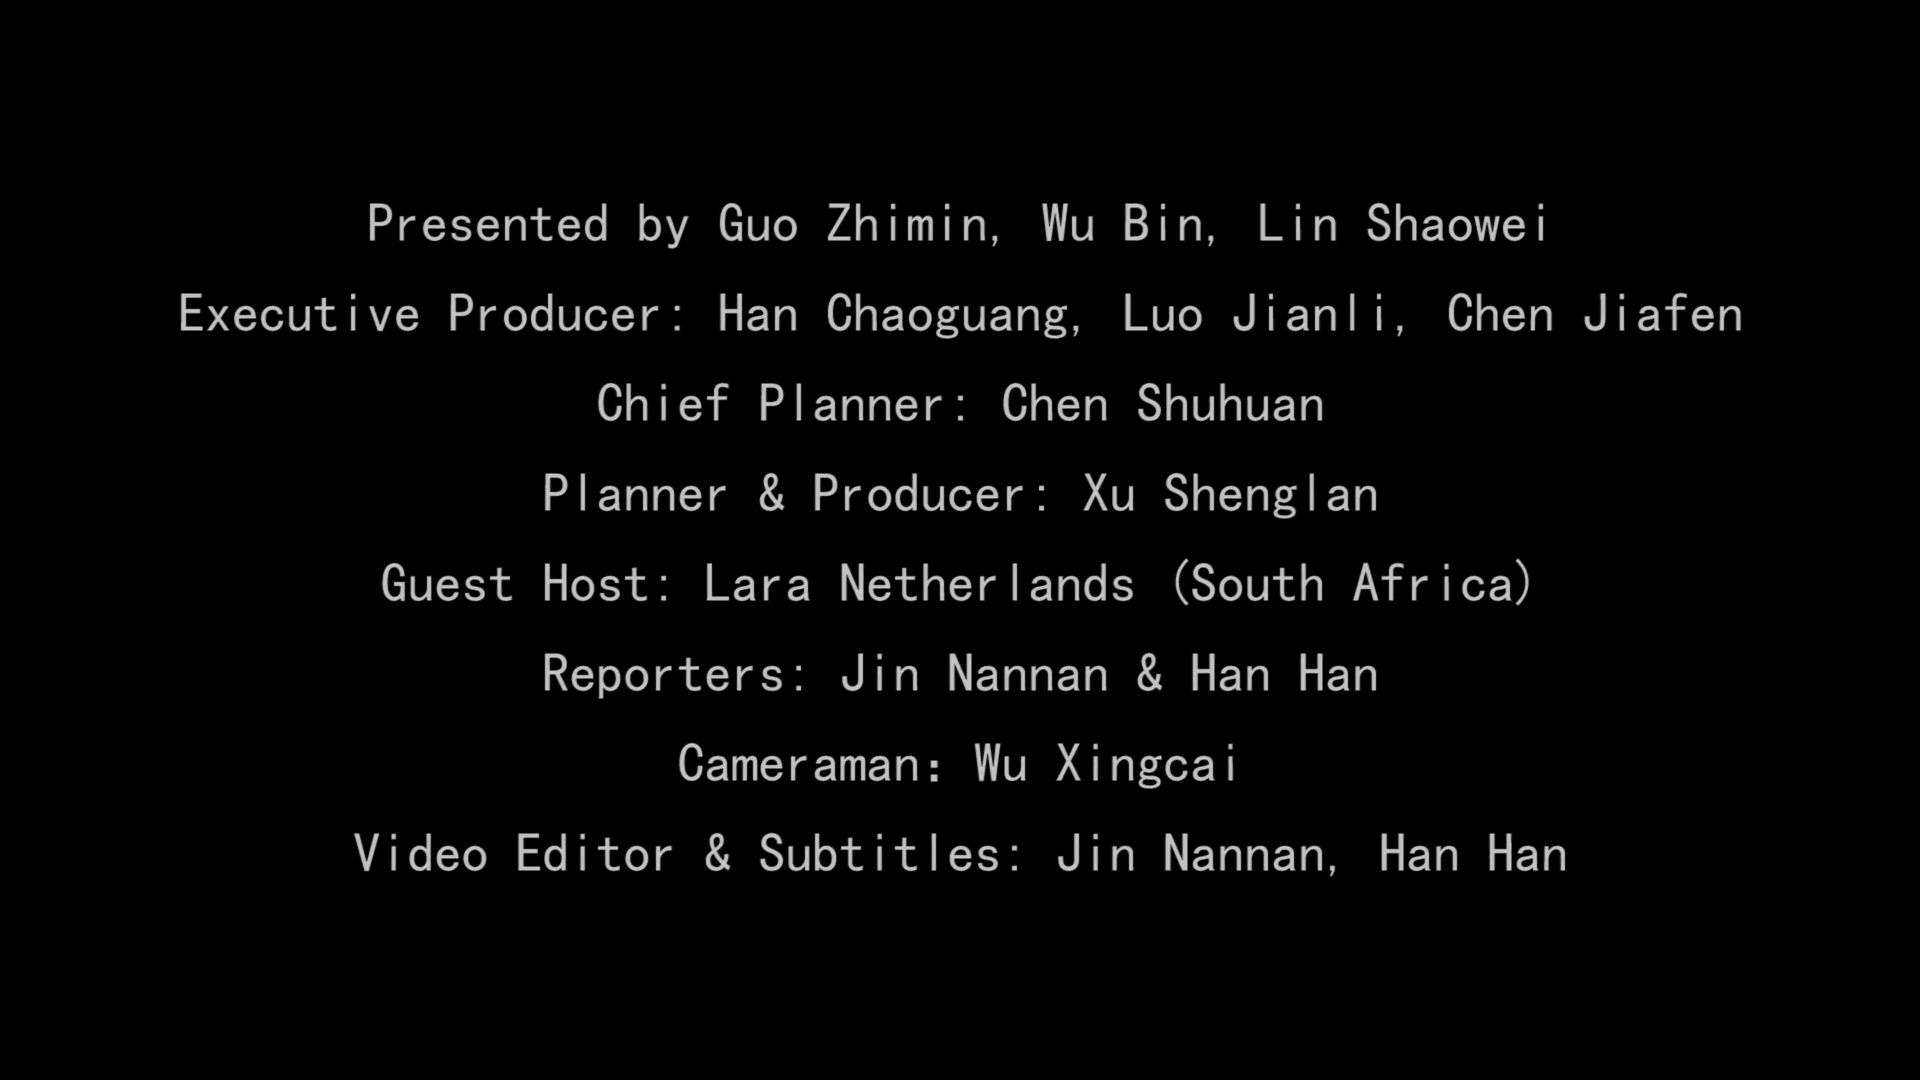 Presented by Guo Zhimin, Wu Bin, Lin Shaowei
Executive Producer: Han Chaoguang, Luo Jianli, Chen Jiafen
Chief Planner: Chen Shuhuan
Planner & Producer: Xu Shenglan
Guest Host: Lara Netherlands (South Africa)
Reporters: Jin Nannan & Han Han
Cameraman：Wu Xingcai
Video Editor & Subtitles: Jin Nannan, Han Han